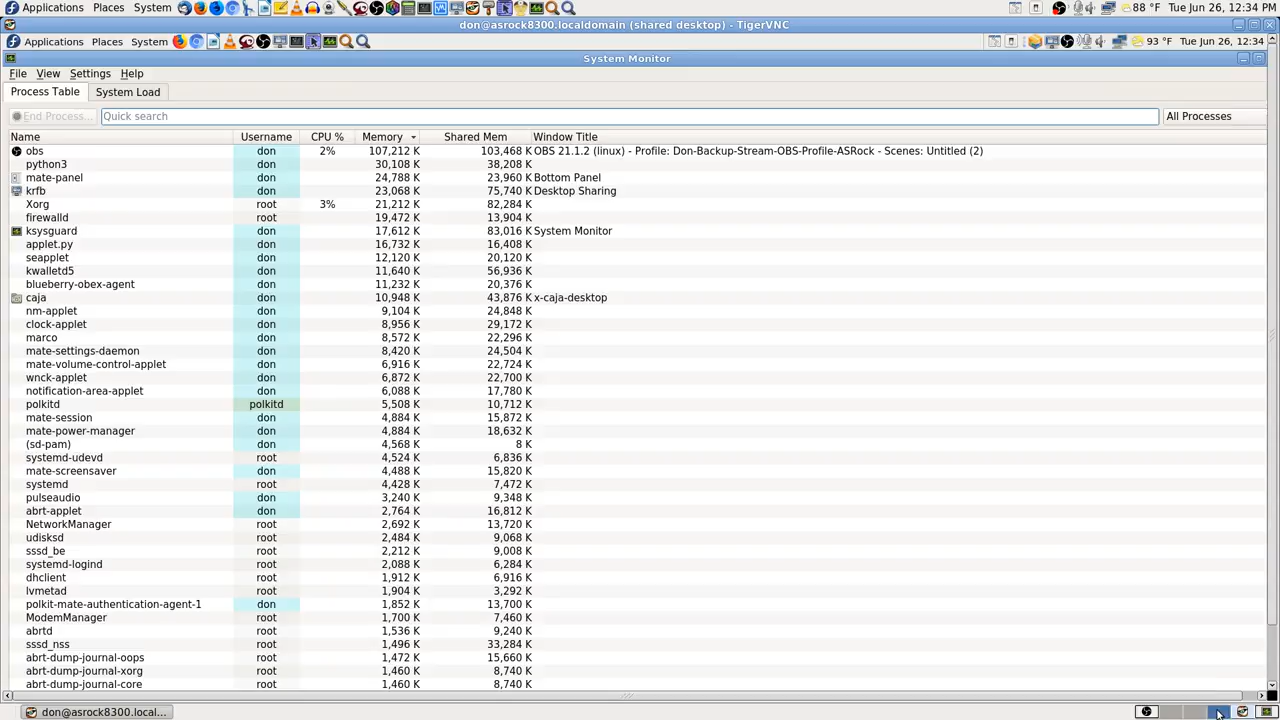 Applications Places System 88 °F Tue Jun 26, 12:34 PM
don@asrock8300.localdomain (shared desktop) - TigerVNC
Applications Places System 93 °F Tue Jun 26, 12:34
System Monitor
File View Settings Help
Process Table System Load
End Process... Quick search All Processes
Name Username CPU % Memory Shared Mem Window Title
obs don 2% 107,212 K 103,468 K OBS 21.1.2 (linux) - Profile: Don-Backup-Stream-OBS-Profile-ASRock - Scenes: Untitled (2)
python3 don 30,108 K 38,208 K
mate-panel don 24,788 K 23,960 K Bottom Panel
krfb don 23,068 K 75,740 K Desktop Sharing
Xorg root 3% 21,212 K 82,284 K
firewalld root 19,472 K 13,904 K
ksysguard don 17,612 K 83,016 K System Monitor
applet.py don 16,732 K 16,408 K
seapplet don 12,120 K 20,120 K
kwalletd5 don 11,640 K 56,936 K
blueberry-obex-agent don 11,232 K 20,376 K
caja don 10,948 K 43,876 K x-caja-desktop
nm-applet don 9,104 K 24,848 K
clock-applet don 8,956 K 29,172 K
marco don 8,572 K 22,296 K
mate-settings-daemon don 8,420 K 24,504 K
mate-volume-control-applet don 6,916 K 22,724 K
wnck-applet don 6,872 K 22,700 K
notification-area-applet don 6,088 K 17,780 K
polkitd polkitd 5,508 K 10,712 K
mate-session don 4,884 K 15,872 K
mate-power-manager don 4,884 K 18,632 K
(sd-pam) don 4,568 K 8 K
systemd-udevd root 4,524 K 6,836 K
mate-screensaver don 4,488 K 15,820 K
systemd root 4,428 K 7,472 K
pulseaudio don 3,240 K 9,348 K
abrt-applet don 2,764 K 16,812 K
NetworkManager root 2,692 K 13,720 K
udisksd root 2,484 K 9,068 K
sssd_be root 2,212 K 9,008 K
systemd-logind root 2,088 K 6,284 K
dhclient root 1,912 K 6,916 K
lvmetad root 1,904 K 3,292 K
polkit-mate-authentication-agent-1 don 1,852 K 13,700 K
ModemManager root 1,700 K 7,460 K
abrtd root 1,536 K 9,240 K
sssd_nss root 1,496 K 33,284 K
abrt-dump-journal-oops root 1,472 K 15,660 K
abrt-dump-journal-xorg root 1,460 K 8,740 K
abrt-dump-journal-core root 1,460 K 8,740 K
don@asrock8300.local...